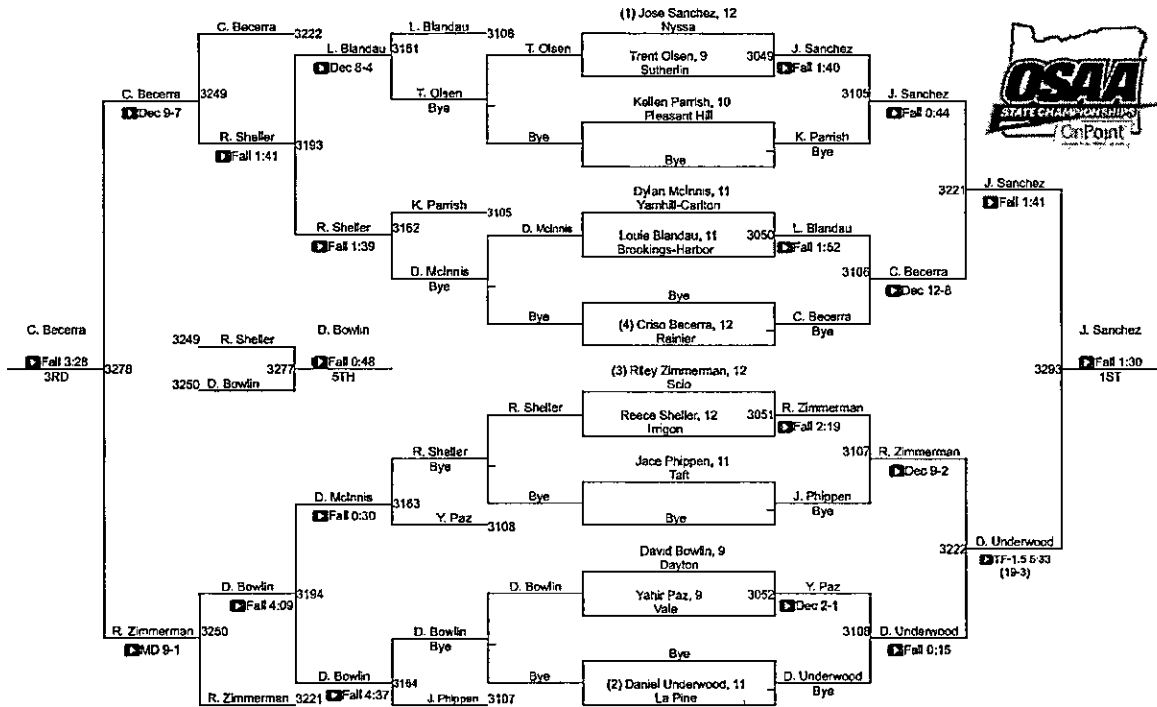 (1) Jose Sanchez, 12
Nyssa
C. Becerra
3222
L. Blandau
3106
L. Blandau
3161
Dec 8-4
T. Olsen
Trent Olsen, 9
Sutherlin
3049
J. Sanchez
Fall 1:40
OSAA
STATE CHAMPIONSHIPS
OnPoint
C. Becerra
Dec 9-7
3249
T. Olsen
Bye
Kellen Parrish, 10
Pleasant Hill
3105
J. Sanchez
Fall 0:44
R. Sheller
Fall 1:41
3193
Bye
Bye
K. Parrish
Bye
Dylan McInnis, 11
Yamhill-Carlton
3221
J. Sanchez
Fall 1:41
R. Sheller
Fall 1:39
K. Parrish
3105
3162
D. McInnis
Louie Blandau, 11
Brookings-Harbor
3050
L. Blandau
Fall 1:52
D. McInnis
Bye
Bye
3106
C. Becerra
Dec 12-8
Bye
(4) Criso Becerra, 12
Rainier
C. Becerra
Bye
C. Becerra
Fall 3:28
3RD
3278
3249
R. Sheller
3277
3250
D. Bowlin
D. Bowlin
Fall 0:48
5TH
3293
J. Sanchez
Fall 1:30
1ST
(3) Riley Zimmerman, 12
Scio
R. Sheller
Reece Sheller, 12
Irrigon
3051
R. Zimmerman
Fall 2:19
R. Sheller
Bye
Jace Phippen, 11
Taft
3107
R. Zimmerman
Dec 9-2
D. McInnis
Fall 0:30
3163
Bye
Bye
J. Phippen
Bye
Y. Paz
3108
David Bowlin, 9
Dayton
3222
D. Underwood
TF-1.5 5:33
(19-3)
D. Bowlin
Fall 4:09
3194
D. Bowlin
Yahir Paz, 9
Vale
3052
Y. Paz
Dec 2-1
R. Zimmerman
MD 9-1
3250
D. Bowlin
Bye
Bye
3108
D. Underwood
Fall 0:15
D. Bowlin
Fall 4:37
3164
Bye
(2) Daniel Underwood, 11
La Pine
D. Underwood
Bye
R. Zimmerman
3221
J. Phippen
3107